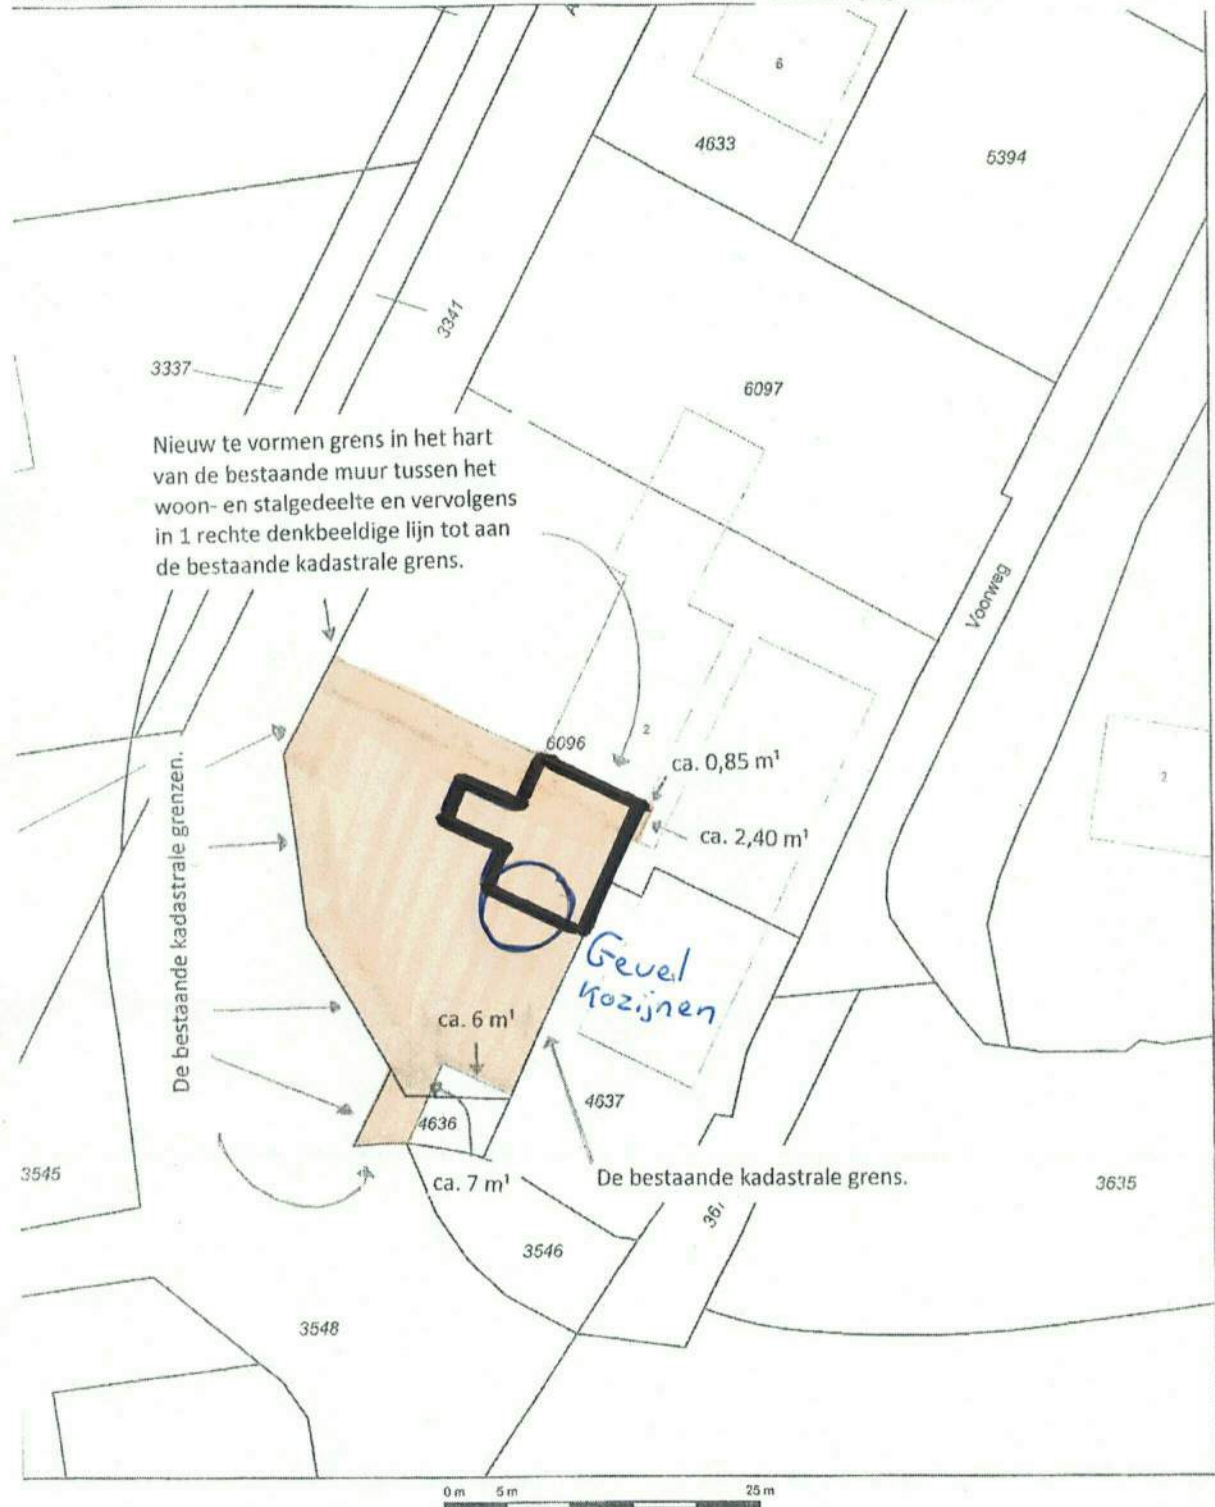 6
4633
5394
3341
3337
6097
Nieuw te vormen grens in het hart
van de bestaande muur tussen het
woon- en stalgedeelte en vervolgens
in 1 rechte denkbeeldige lijn tot aan
de bestaande kadastrale grens.
Voorweg
2
6096
ca. 0,85 m¹
2
ca. 2,40 m¹
De bestaande kadastrale grenzen.
Gevel
Kozijnen
ca. 6 m¹
4637
4636
3545
ca. 7 m¹
De bestaande kadastrale grens.
3635
3546
3548
0 m 5 m 25 m